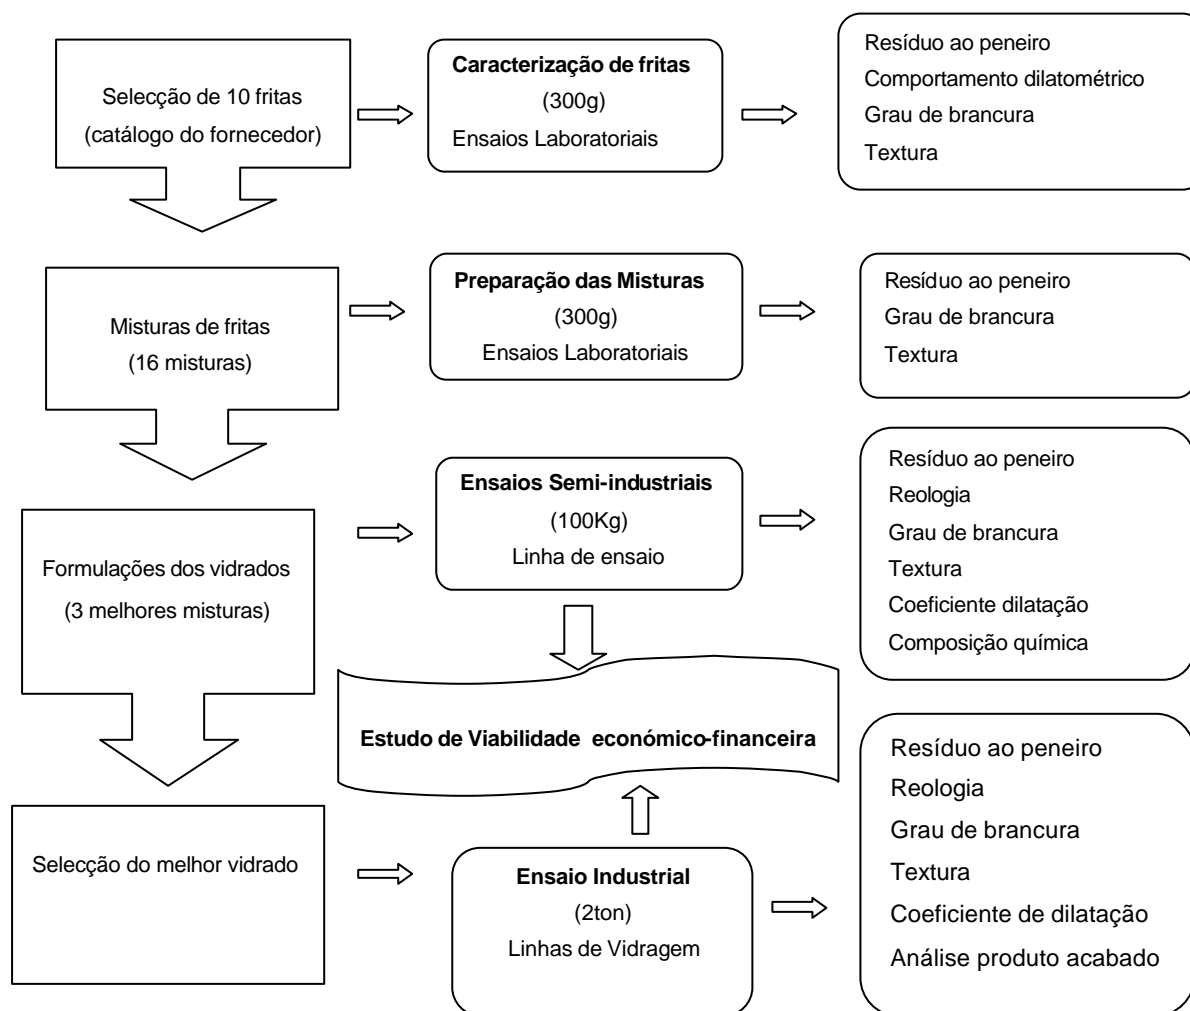 Selecção de 10 fritas
(catálogo do fornecedor)
Caracterização de fritas
(300g)
Ensaios Laboratoriais
Resíduo ao peneiro
Comportamento dilatométrico
Grau de brancura
Textura
Misturas de fritas
(16 misturas)
Preparação das Misturas
(300g)
Ensaios Laboratoriais
Resíduo ao peneiro
Grau de brancura
Textura
Formulações dos vidrados
(3 melhores misturas)
Ensaios Semi-industriais
(100Kg)
Linha de ensaio
Resíduo ao peneiro
Reologia
Grau de brancura
Textura
Coeficiente dilatação
Composição química
Estudo de Viabilidade económico-financeira
Selecção do melhor vidrado
Ensaio Industrial
(2ton)
Linhas de Vidragem
Resíduo ao peneiro
Reologia
Grau de brancura
Textura
Coeficiente de dilatação
Análise produto acabado